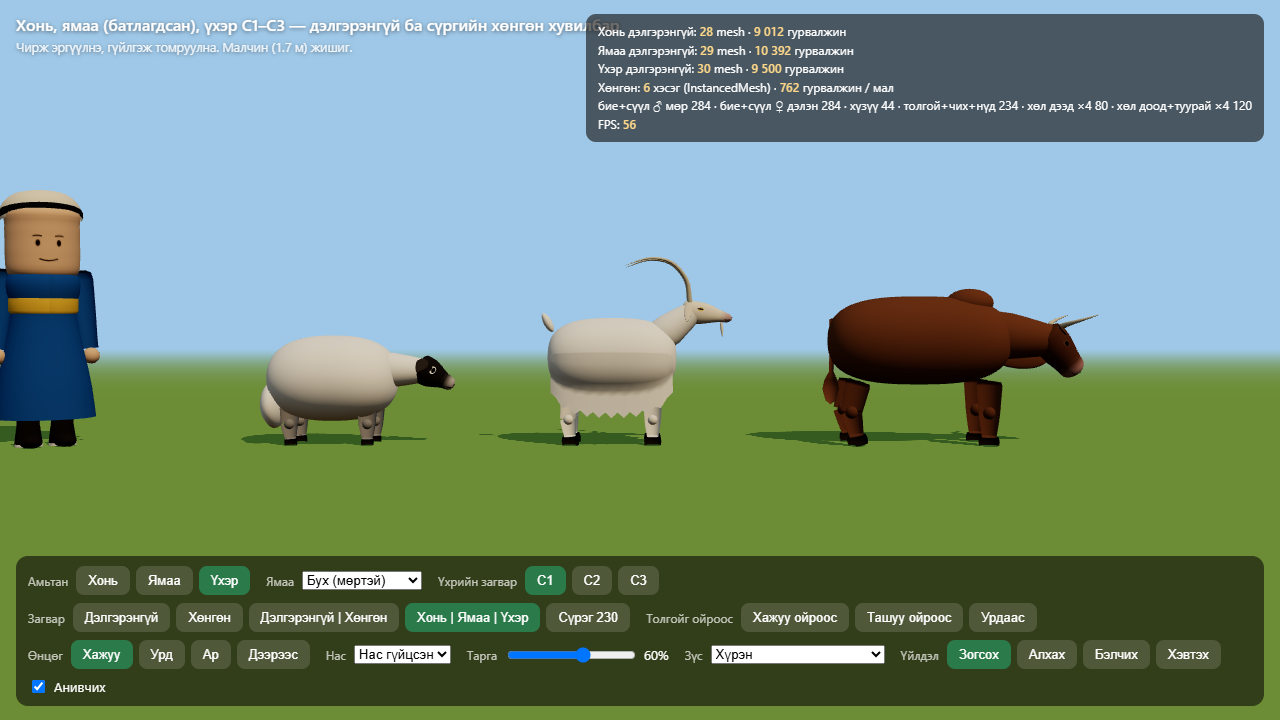 Хонь, ямаа (батлагдсан), үхэр C1–C3 — дэлгэрэнгүй ба сүргийн хөнгөн хувилбар
Чирж эргүүлнэ, гүйлгэж томруулна. Малчин (1.7 м) жишиг.
Хонь дэлгэрэнгүй: 28 mesh · 9 012 гурвалжин
Ямаа дэлгэрэнгүй: 29 mesh · 10 392 гурвалжин
Үхэр дэлгэрэнгүй: 30 mesh · 9 500 гурвалжин
Хөнгөн: 6 хэсэг (InstancedMesh) · 762 гурвалжин / мал
бие+сүүл ♂ мөр 284 · бие+сүүл ♀ дэлэн 284 · хүзүү 44 · толгой+чих+нүд 234 · хөл дээд ×4 80 · хөл доод+туурай ×4 120
FPS: 56
Амьтан Хонь Ямаа Үхэр Ямаа Бух (мөртэй) Үхрийн загвар C1 C2 C3
Загвар Дэлгэрэнгүй Хөнгөн Дэлгэрэнгүй | Хөнгөн Хонь | Ямаа | Үхэр Сүрэг 230 Толгойг ойроос Хажуу ойроос Ташуу ойроос Урдаас
Өнцөг Хажуу Урд Ар Дээрээс Нас Нас гүйцсэн Тарга 60% Зүс Хүрэн Үйлдэл Зогсох Алхах Бэлчих Хэвтэх
Анивчих